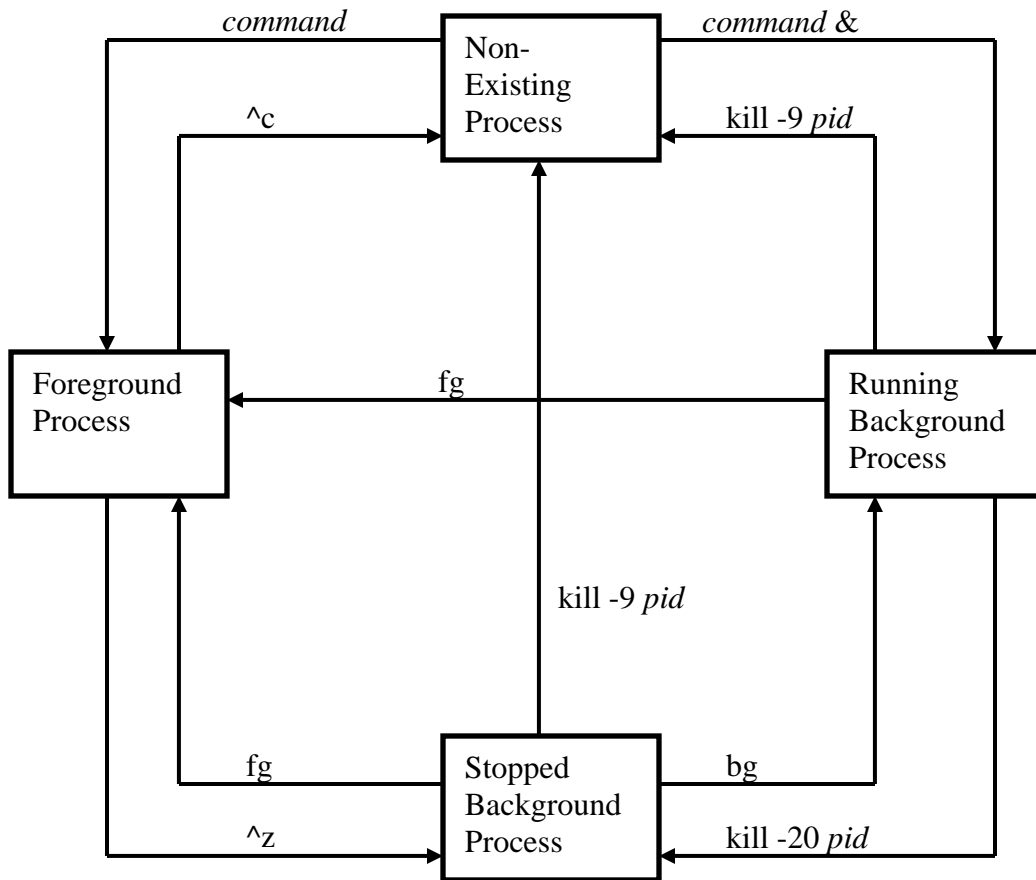 command
command &
Non-
Existing
Process
^c
kill -9 pid
Foreground
Process
fg
Running
Background
Process
kill -9 pid
fg
Stopped
Background
Process
bg
^z
kill -20 pid